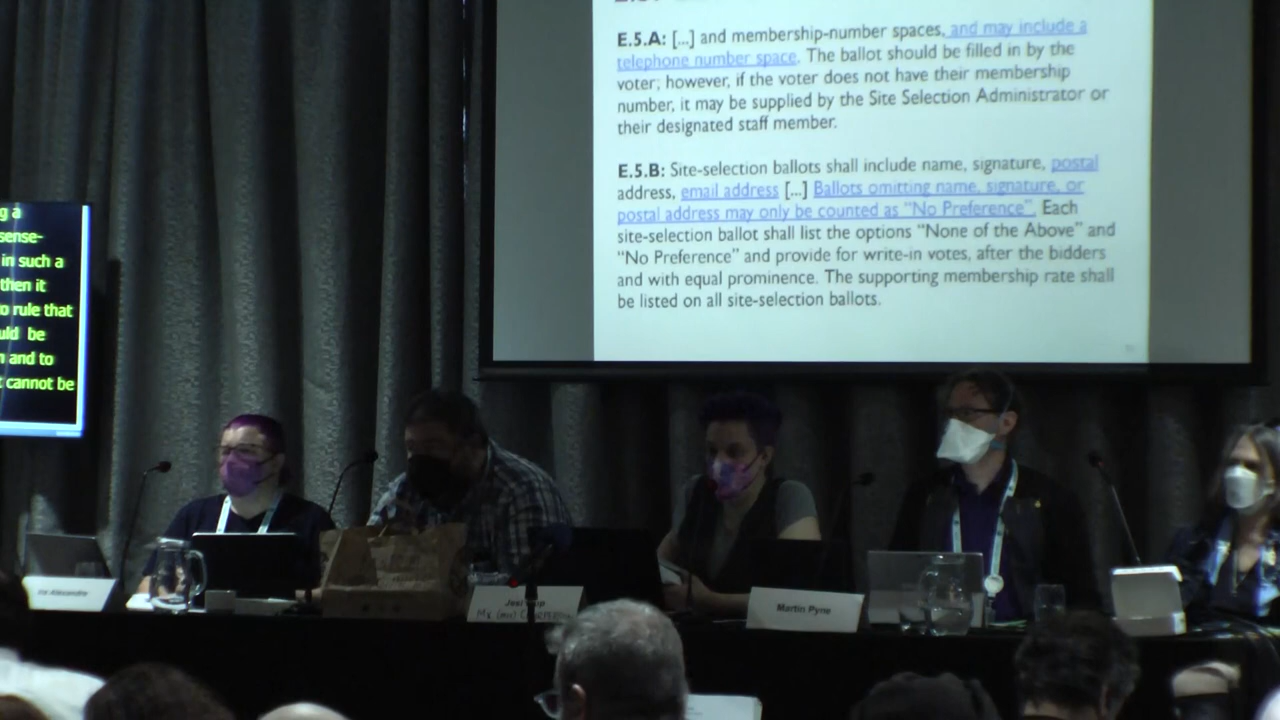 E.5.A: [...] and membership-number spaces, and may include a
telephone number space. The ballot should be filled in by the
voter; however, if the voter does not have their membership
number, it may be supplied by the Site Selection Administrator or
their designated staff member.
E.5.B: Site-selection ballots shall include name, signature, postal
address, email address [...] Ballots omitting name, signature, or
postal address may only be counted as “No Preference”. Each
site-selection ballot shall list the options “None of the Above” and
“No Preference” and provide for write-in votes, after the bidders
and with equal prominence. The supporting membership rate shall
be listed on all site-selection ballots.
g a
sense-
in such a
then it
o rule that
uld be
and to
cannot be
Alexandre
Martin Pyne